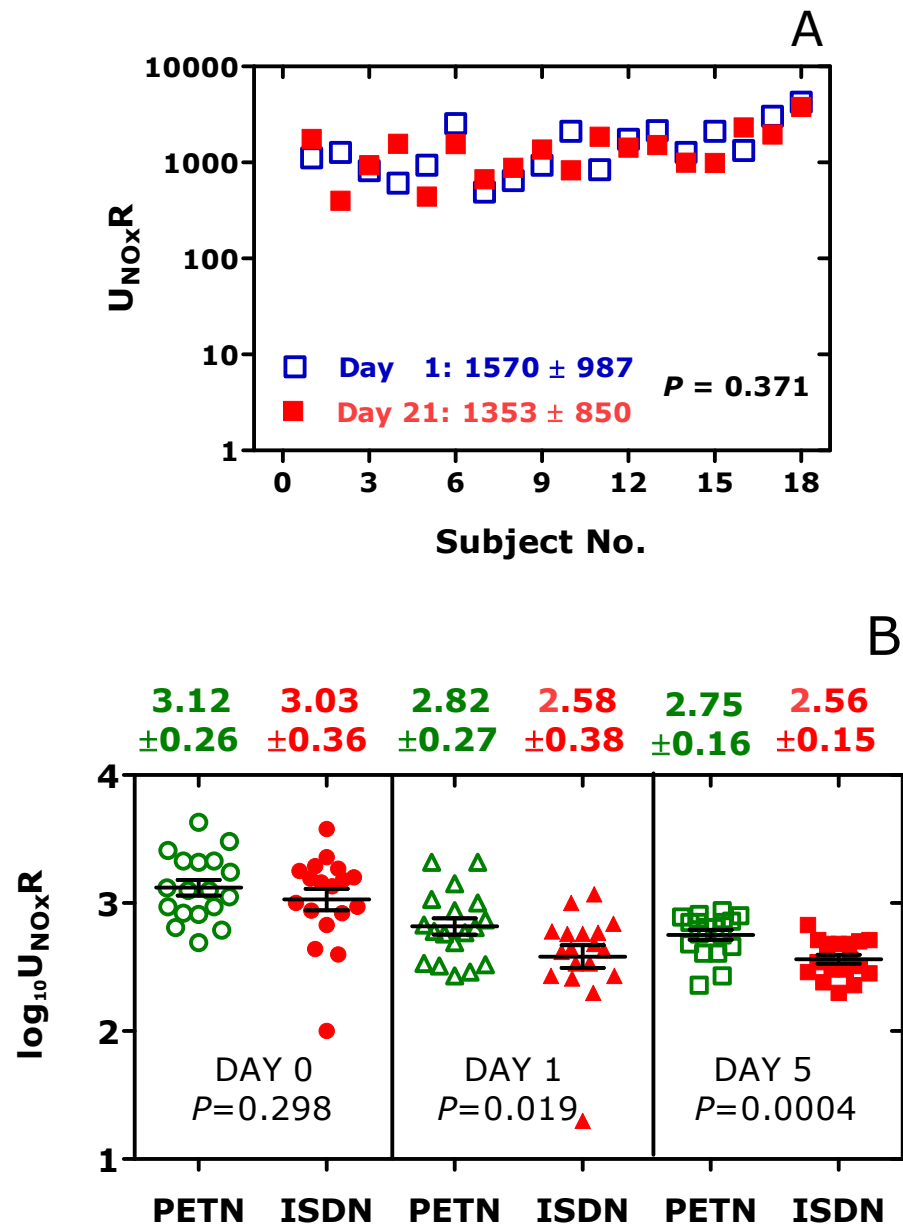 A
10000
1000
100
10
1
U_NOxR
Day 1: 1570 ± 987
Day 21: 1353 ± 850
P = 0.371
0 3 6 9 12 15 18
Subject No.
B
3.12 3.03 2.82 2.58 2.75 2.56
±0.26 ±0.36 ±0.27 ±0.38 ±0.16 ±0.15
4
3
2
1
log₁₀U_NOxR
DAY 0 DAY 1 DAY 5
P=0.298 P=0.019 P=0.0004
PETN ISDN PETN ISDN PETN ISDN